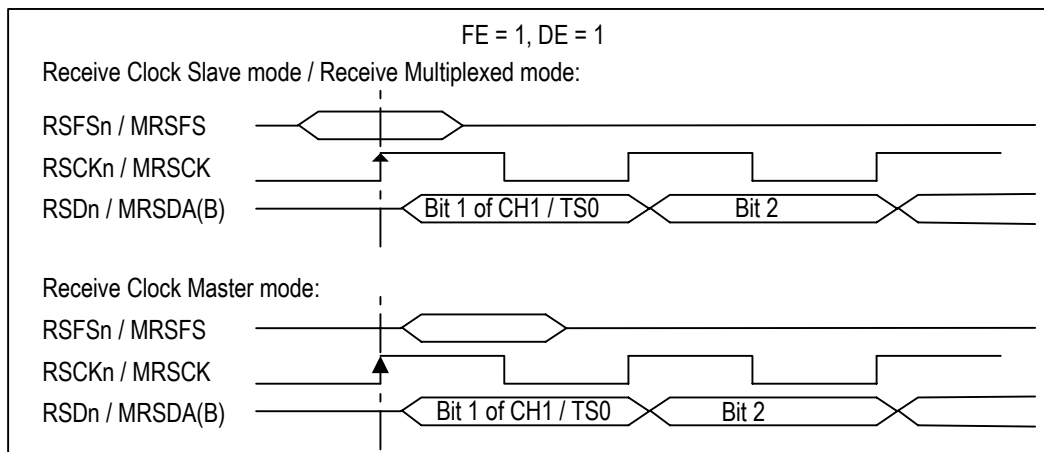 FE = 1, DE = 1
Receive Clock Slave mode / Receive Multiplexed mode:
RSFSn / MRSFS
RSCKn / MRSCK
RSDn / MRSDA(B)
Bit 1 of CH1 / TS0
Bit 2
Receive Clock Master mode:
RSFSn / MRSFS
RSCKn / MRSCK
RSDn / MRSDA(B)
Bit 1 of CH1 / TS0
Bit 2